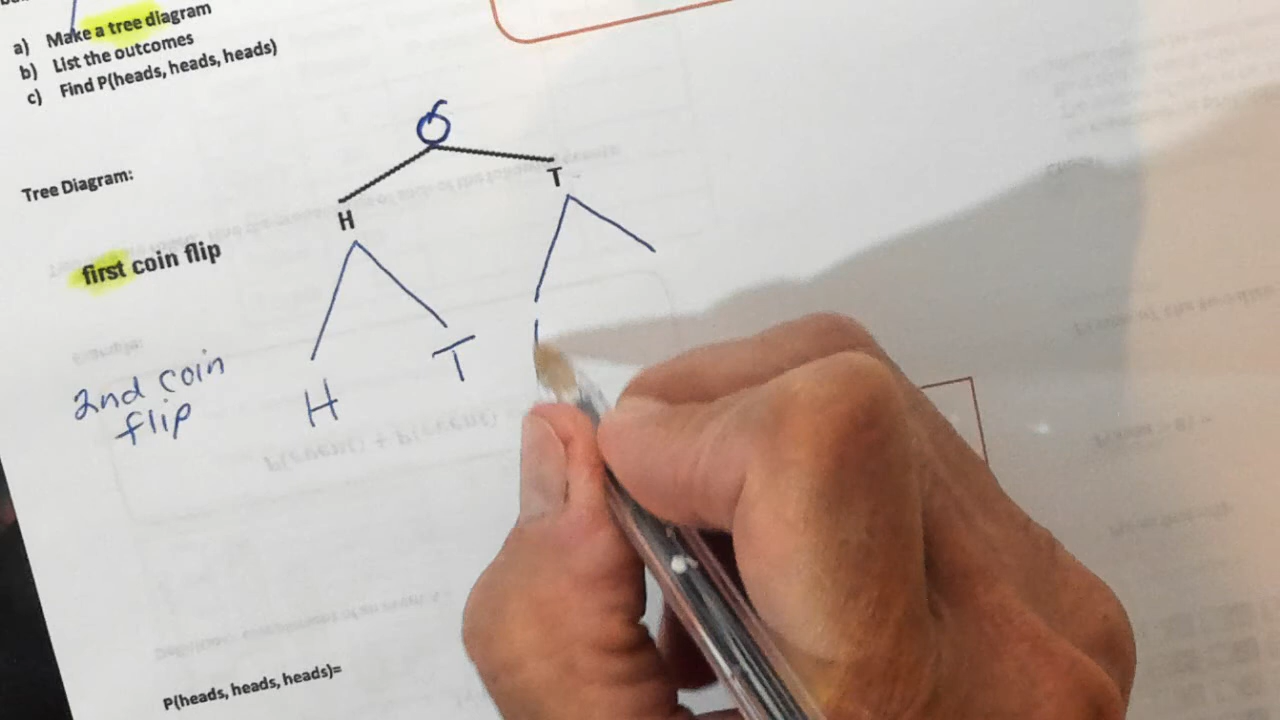 a) Make a tree diagram
b) List the outcomes
c) Find P(heads, heads, heads)
Tree Diagram:
H T
first coin flip
2nd coin
flip
H T
P(heads, heads, heads)=